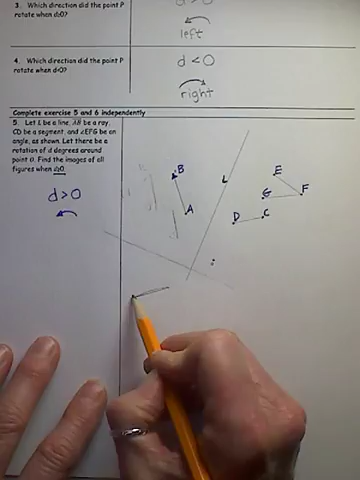 3. Which direction did the point P
rotate when d>0?
left
4. Which direction did the point P
rotate when d<0?
d < 0
right
Complete exercise 5 and 6 independently
5. Let L be a line, AB be a ray,
CD be a segment, and ∠EFG be an
angle, as shown. Let there be a
rotation of d degrees around
point O. Find the images of all
figures when d>0.
d > 0
B
A
L
E
F
G
C
D